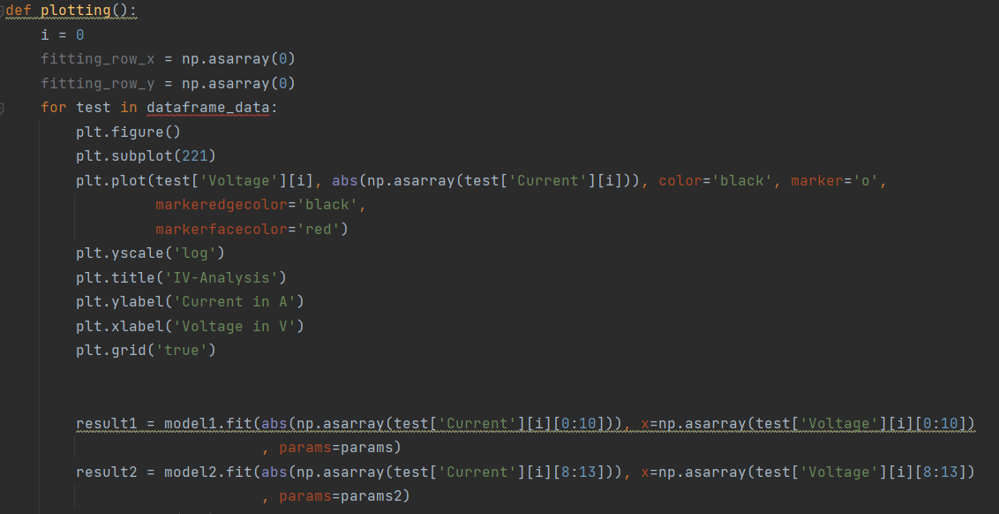 def plotting():
    i = 0
    fitting_row_x = np.asarray(0)
    fitting_row_y = np.asarray(0)
    for test in dataframe_data:
        plt.figure()
        plt.subplot(221)
        plt.plot(test['Voltage'][i], abs(np.asarray(test['Current'][i])), color='black', marker='o',
                 markeredgecolor='black',
                 markerfacecolor='red')
        plt.yscale('log')
        plt.title('IV-Analysis')
        plt.ylabel('Current in A')
        plt.xlabel('Voltage in V')
        plt.grid('true')
        result1 = model1.fit(abs(np.asarray(test['Current'][i][0:10])), x=np.asarray(test['Voltage'][i][0:10])
                             , params=params)
        result2 = model2.fit(abs(np.asarray(test['Current'][i][8:13])), x=np.asarray(test['Voltage'][i][8:13])
                             , params=params2)